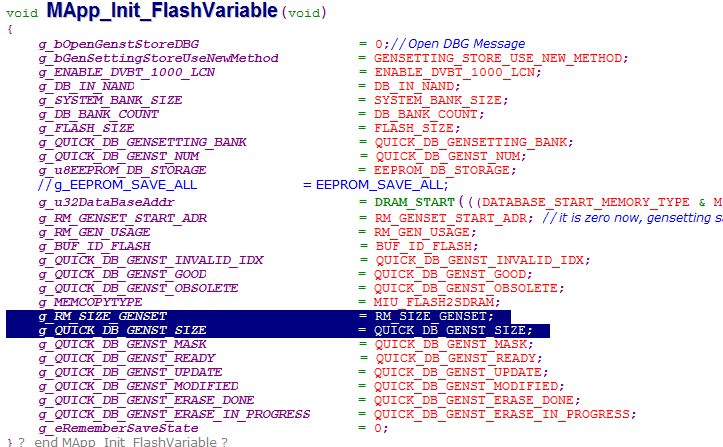 void MApp_Init_FlashVariable(void)
{
g_bOpenGenstStoreDBG = 0;//Open DBG Message
g_bGenSettingStoreUseNewMethod = GENSETTING_STORE_USE_NEW_METHOD;
g_ENABLE_DVBT_1000_LCN = ENABLE_DVBT_1000_LCN;
g_DB_IN_NAND = DB_IN_NAND;
g_SYSTEM_BANK_SIZE = SYSTEM_BANK_SIZE;
g_DB_BANK_COUNT = DB_BANK_COUNT;
g_FLASH_SIZE = FLASH_SIZE;
g_QUICK_DB_GENSETTING_BANK = QUICK_DB_GENSETTING_BANK;
g_QUICK_DB_GENST_NUM = QUICK_DB_GENST_NUM;
g_u8EEPROM_DB_STORAGE = EEPROM_DB_STORAGE;
//g_EEPROM_SAVE_ALL = EEPROM_SAVE_ALL;
g_u32DataBaseAddr = DRAM_START(((DATABASE_START_MEMORY_TYPE & M
g_RM_GENSET_START_ADR = RM_GENSET_START_ADR; //it is zero now, gensetting sa
g_RM_GEN_USAGE = RM_GEN_USAGE;
g_BUF_ID_FLASH = BUF_ID_FLASH;
g_QUICK_DB_GENST_INVALID_IDX = QUICK_DB_GENST_INVALID_IDX;
g_QUICK_DB_GENST_GOOD = QUICK_DB_GENST_GOOD;
g_QUICK_DB_GENST_OBSOLETE = QUICK_DB_GENST_OBSOLETE;
g_MEMCOPYTYPE = MIU_FLASH2SDRAM;
g_RM_SIZE_GENSET = RM_SIZE_GENSET;
g_QUICK_DB_GENST_SIZE = QUICK_DB_GENST_SIZE;
g_QUICK_DB_GENST_MASK = QUICK_DB_GENST_MASK;
g_QUICK_DB_GENST_READY = QUICK_DB_GENST_READY;
g_QUICK_DB_GENST_UPDATE = QUICK_DB_GENST_UPDATE;
g_QUICK_DB_GENST_MODIFIED = QUICK_DB_GENST_MODIFIED;
g_QUICK_DB_GENST_ERASE_DONE = QUICK_DB_GENST_ERASE_DONE;
g_QUICK_DB_GENST_ERASE_IN_PROGRESS = QUICK_DB_GENST_ERASE_IN_PROGRESS;
g_eRememberSaveState = 0;
} ? end MApp_Init_FlashVariable ?